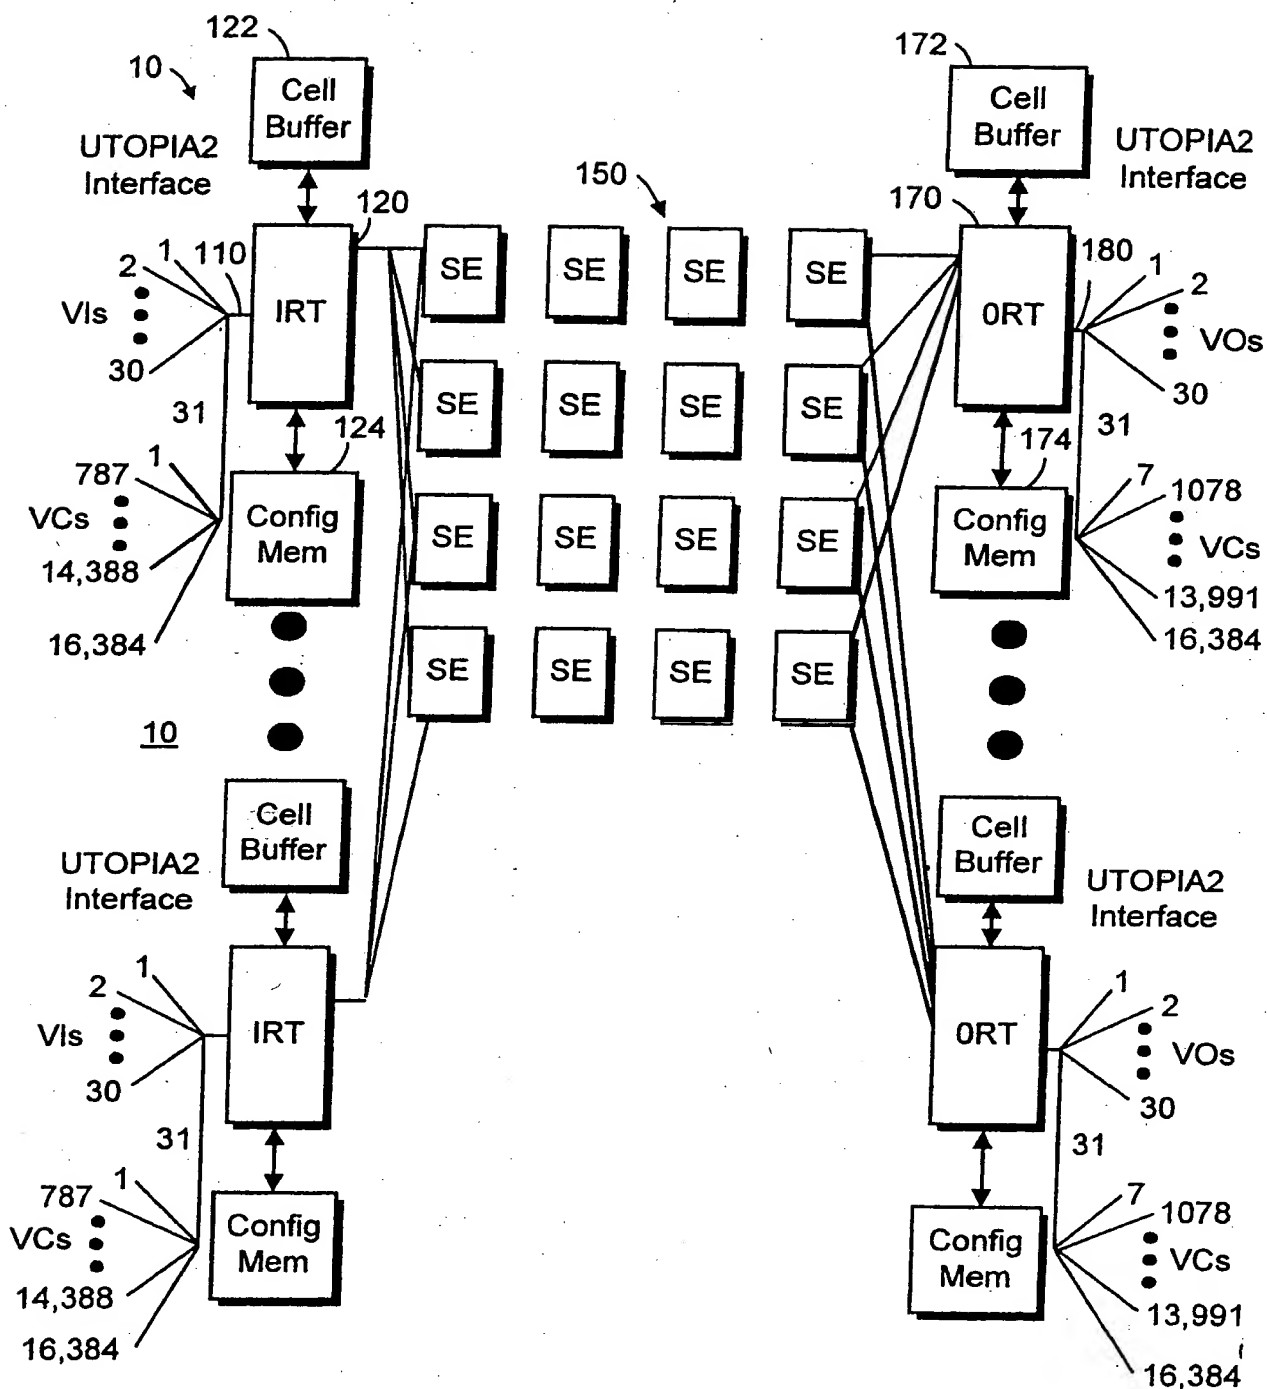 122
10
Cell
Buffer
UTOPIA2
Interface
172
Cell
Buffer
UTOPIA2
Interface
150
120
170
180
110
1
2
VIs
30
31
IRT
SE
SE
SE
SE
0RT
1
2
VOs
30
31
SE
SE
SE
SE
124
174
1
787
VCs
14,388
16,384
Config
Mem
SE
SE
SE
SE
Config
Mem
7
1078
VCs
13,991
16,384
SE
SE
SE
SE
10
Cell
Buffer
UTOPIA2
Interface
Cell
Buffer
UTOPIA2
Interface
1
2
VIs
30
31
IRT
0RT
1
2
VOs
30
31
1
787
VCs
14,388
16,384
Config
Mem
Config
Mem
7
1078
VCs
13,991
16,384